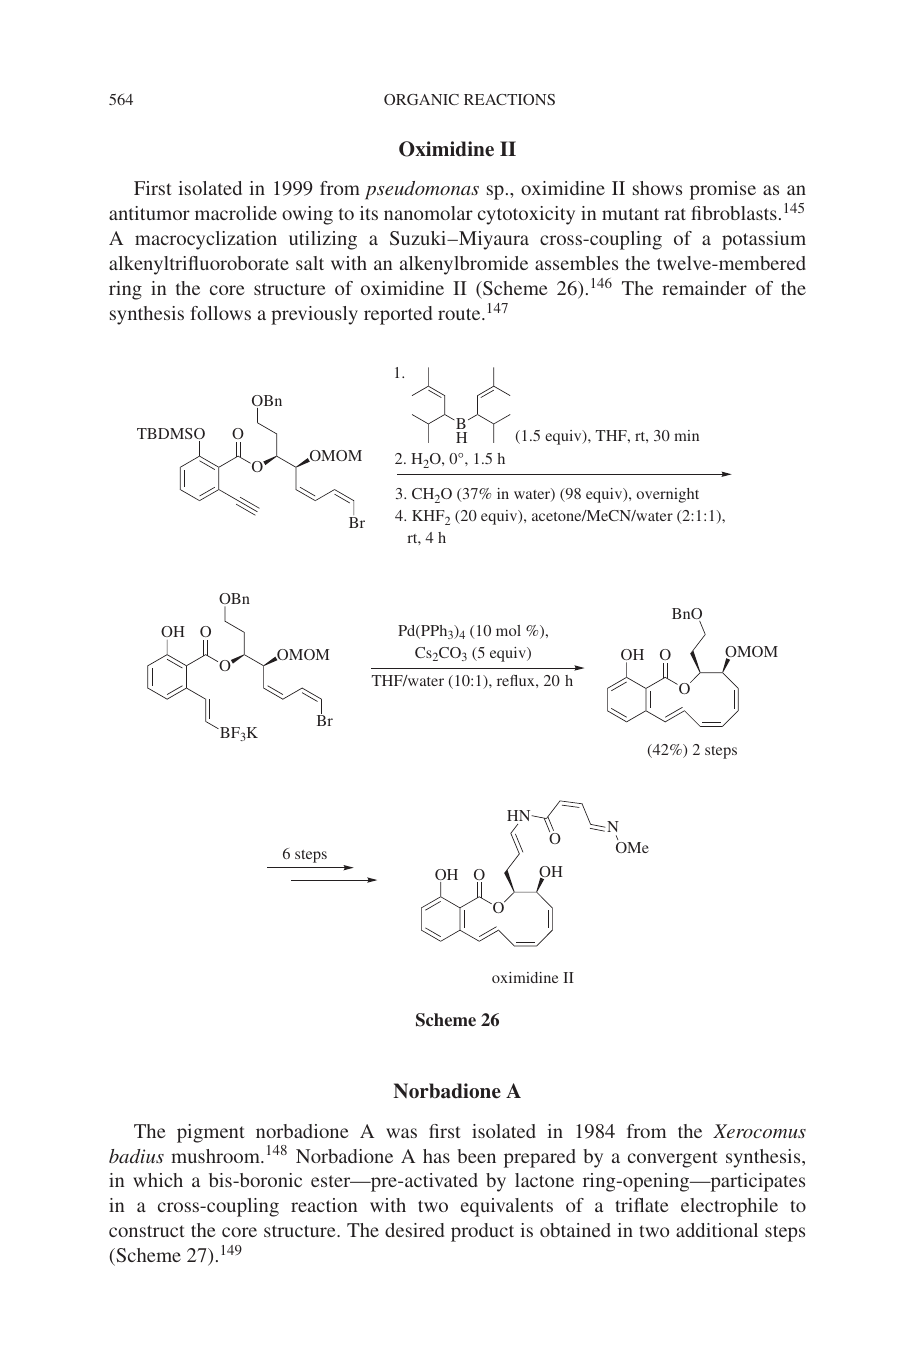 564 ORGANIC REACTIONS
Oximidine II
First isolated in 1999 from pseudomonas sp., oximidine II shows promise as an
antitumor macrolide owing to its nanomolar cytotoxicity in mutant rat fibroblasts.145
A macrocyclization utilizing a Suzuki–Miyaura cross-coupling of a potassium
alkenyltrifluoroborate salt with an alkenylbromide assembles the twelve-membered
ring in the core structure of oximidine II (Scheme 26).146 The remainder of the
synthesis follows a previously reported route.147
OBn
TBDMSO O
O OMOM
Br
1.
B
H (1.5 equiv), THF, rt, 30 min
2. H2O, 0°, 1.5 h
3. CH2O (37% in water) (98 equiv), overnight
4. KHF2 (20 equiv), acetone/MeCN/water (2:1:1),
rt, 4 h
OBn
OH O
O OMOM
Br
BF3K
Pd(PPh3)4 (10 mol %),
Cs2CO3 (5 equiv)
THF/water (10:1), reflux, 20 h
BnO
OH O OMOM
O
(42%) 2 steps
6 steps
HN
N
O
OMe
OH O OH
O
oximidine II
Scheme 26
Norbadione A
The pigment norbadione A was first isolated in 1984 from the Xerocomus
badius mushroom.148 Norbadione A has been prepared by a convergent synthesis,
in which a bis-boronic ester—pre-activated by lactone ring-opening—participates
in a cross-coupling reaction with two equivalents of a triflate electrophile to
construct the core structure. The desired product is obtained in two additional steps
(Scheme 27).149